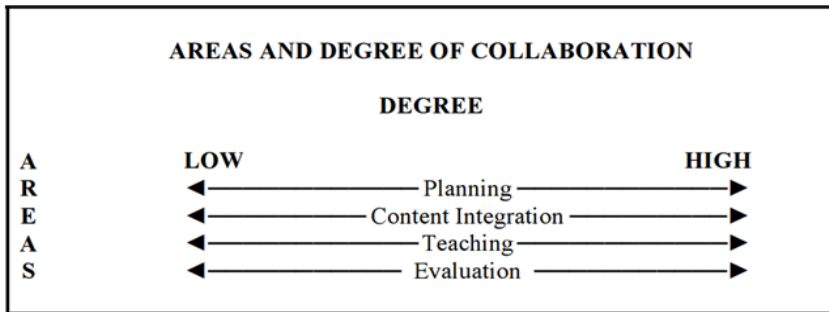 AREAS AND DEGREE OF COLLABORATION
DEGREE
A LOW HIGH
R Planning
E Content Integration
A Teaching
S Evaluation